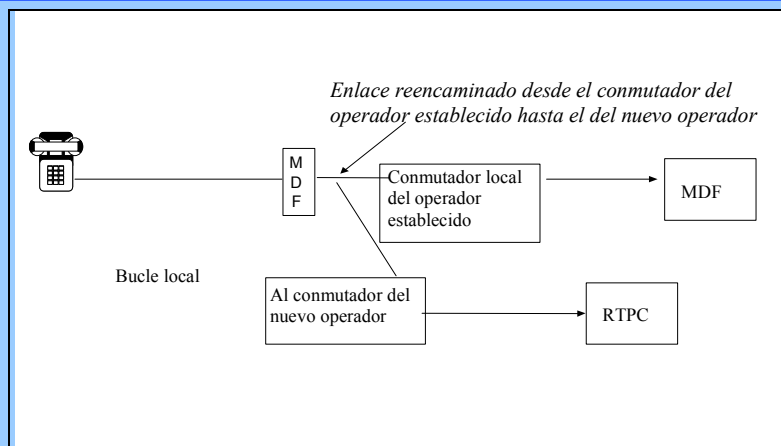 Enlace reencaminado desde el conmutador del
operador establecido hasta el del nuevo operador
M
D
F
Conmutador local
del operador
establecido
MDF
Bucle local
Al conmutador del
nuevo operador
RTPC